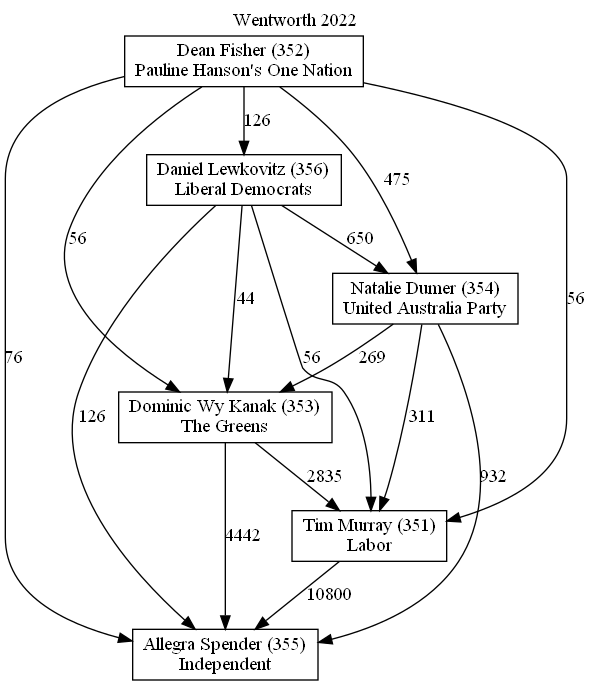 Wentworth 2022
Dean Fisher (352)
Pauline Hanson's One Nation
126
Daniel Lewkovitz (356)
Liberal Democrats
475
56
650
Natalie Dumer (354)
United Australia Party
44
56
76
56
269
Dominic Wy Kanak (353)
The Greens
126
311
2835
932
Tim Murray (351)
Labor
4442
10800
Allegra Spender (355)
Independent